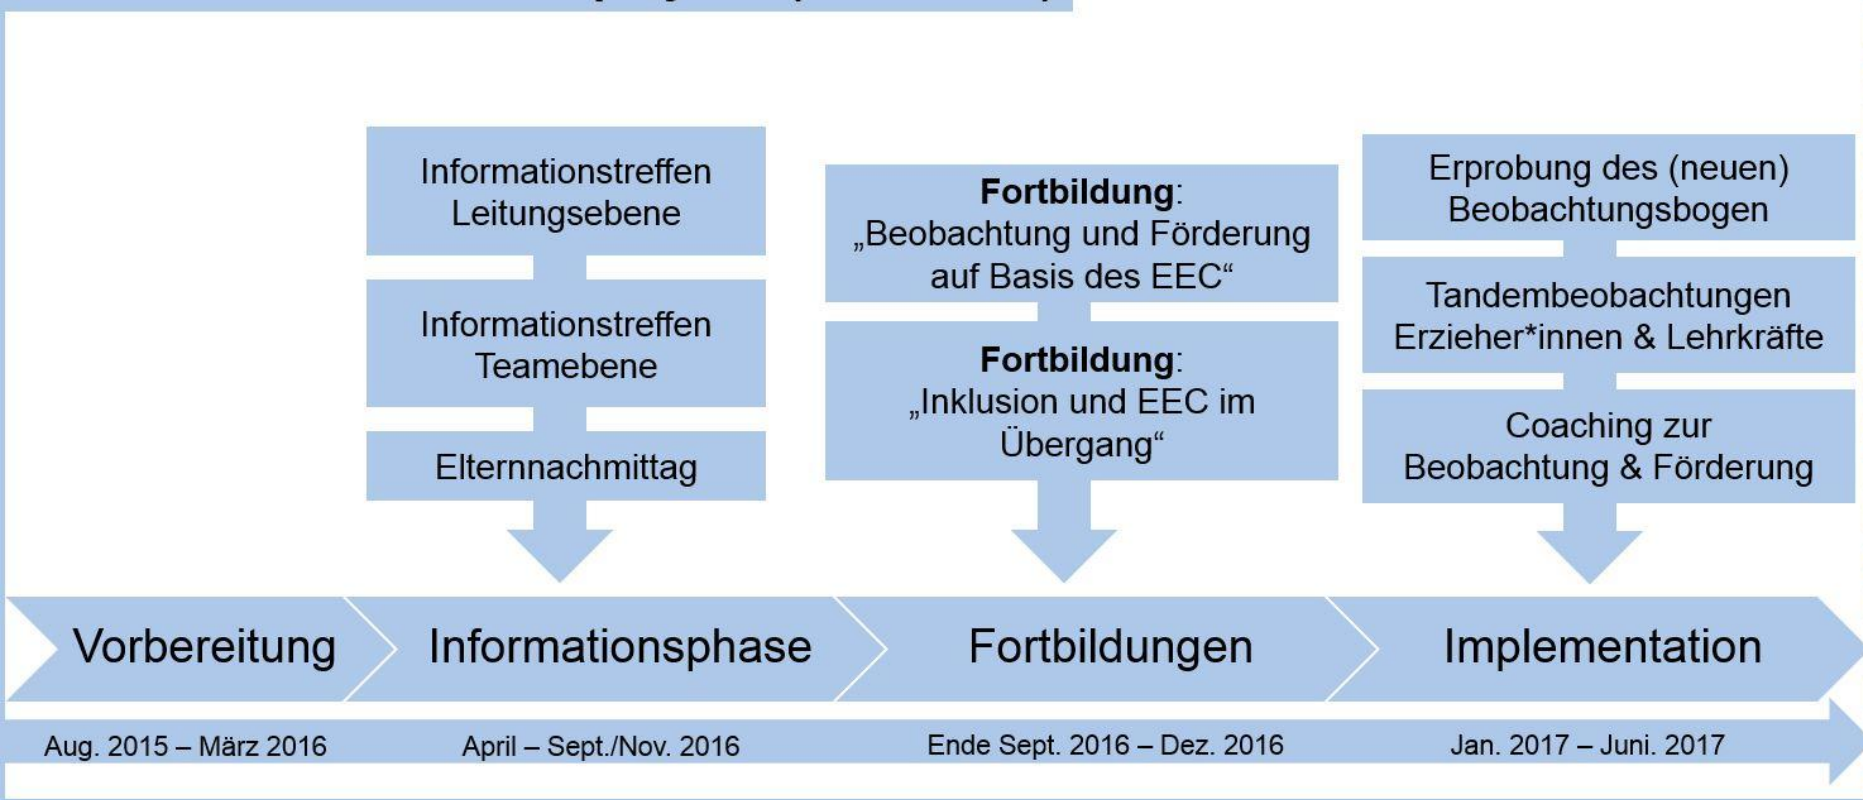 Informationstreffen
Leitungsebene
Informationstreffen
Teamebene
Elternnachmittag
Fortbildung:
„Beobachtung und Förderung
auf Basis des EEC“
Fortbildung:
„Inklusion und EEC im
Übergang“
Erprobung des (neuen)
Beobachtungsbogen
Tandembeobachtungen
Erzieher*innen & Lehrkräfte
Coaching zur
Beobachtung & Förderung
Vorbereitung
Informationsphase
Fortbildungen
Implementation
Aug. 2015 – März 2016
April – Sept./Nov. 2016
Ende Sept. 2016 – Dez. 2016
Jan. 2017 – Juni. 2017